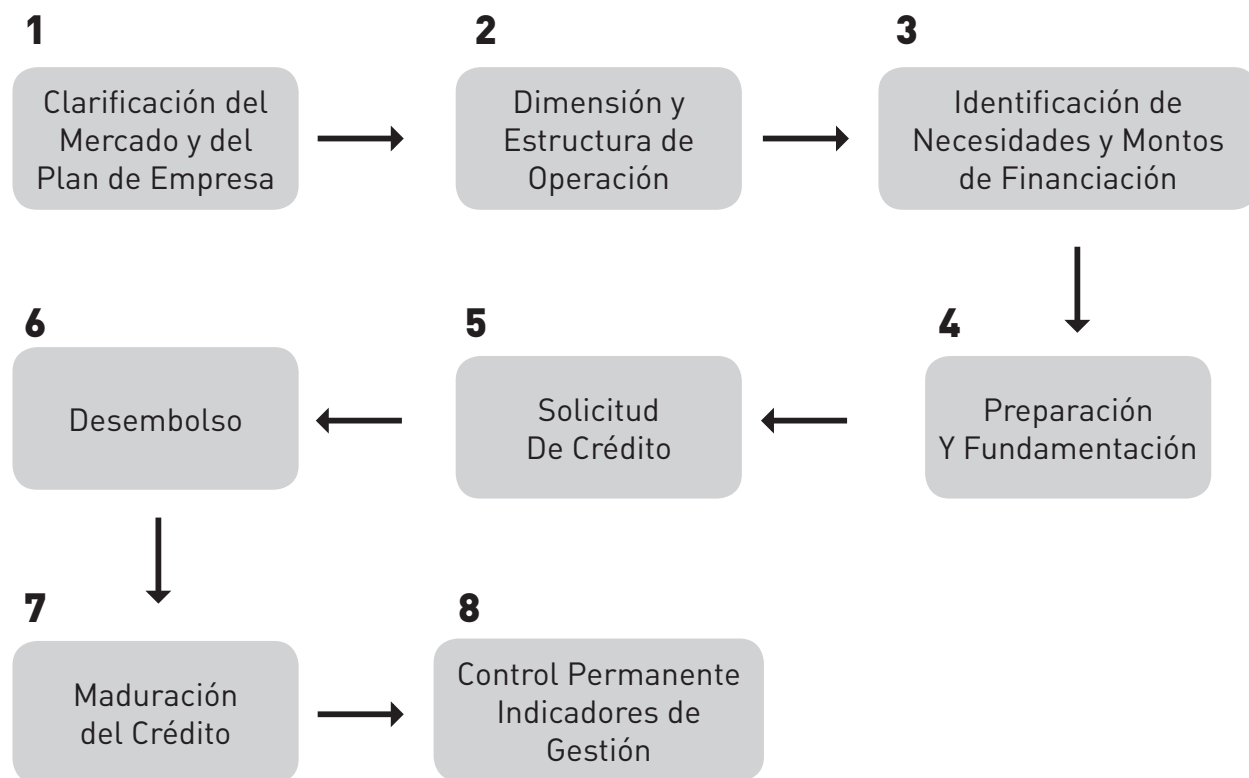 1
Clarificación del
Mercado y del
Plan de Empresa
2
Dimensión y
Estructura de
Operación
3
Identificación de
Necesidades y Montos
de Financiación
4
Preparación
Y Fundamentación
5
Solicitud
De Crédito
6
Desembolso
7
Maduración
del Crédito
8
Control Permanente
Indicadores de
Gestión